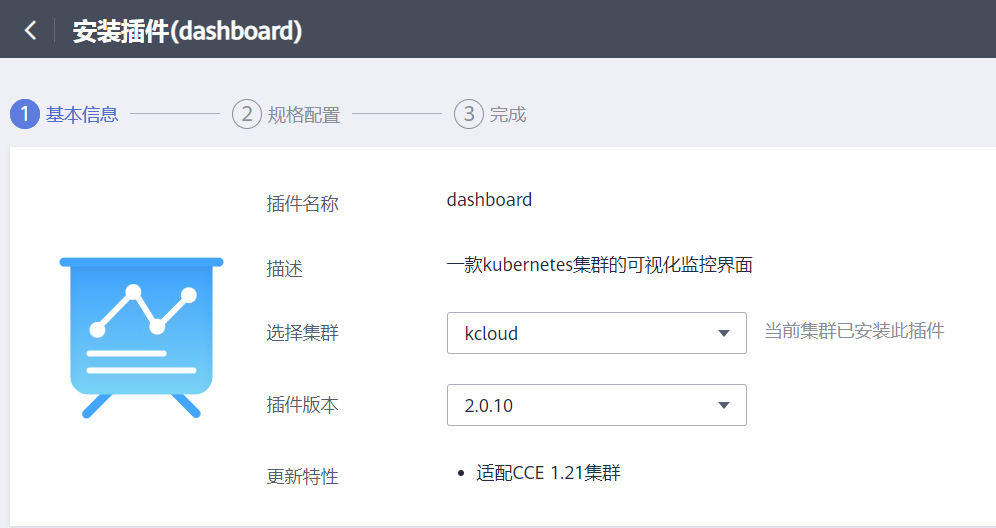 安装插件(dashboard)
1 基本信息 2 规格配置 3 完成
插件名称 dashboard
描述 一款kubernetes集群的可视化监控界面
选择集群 kcloud 当前集群已安装此插件
插件版本 2.0.10
更新特性 • 适配CCE 1.21集群